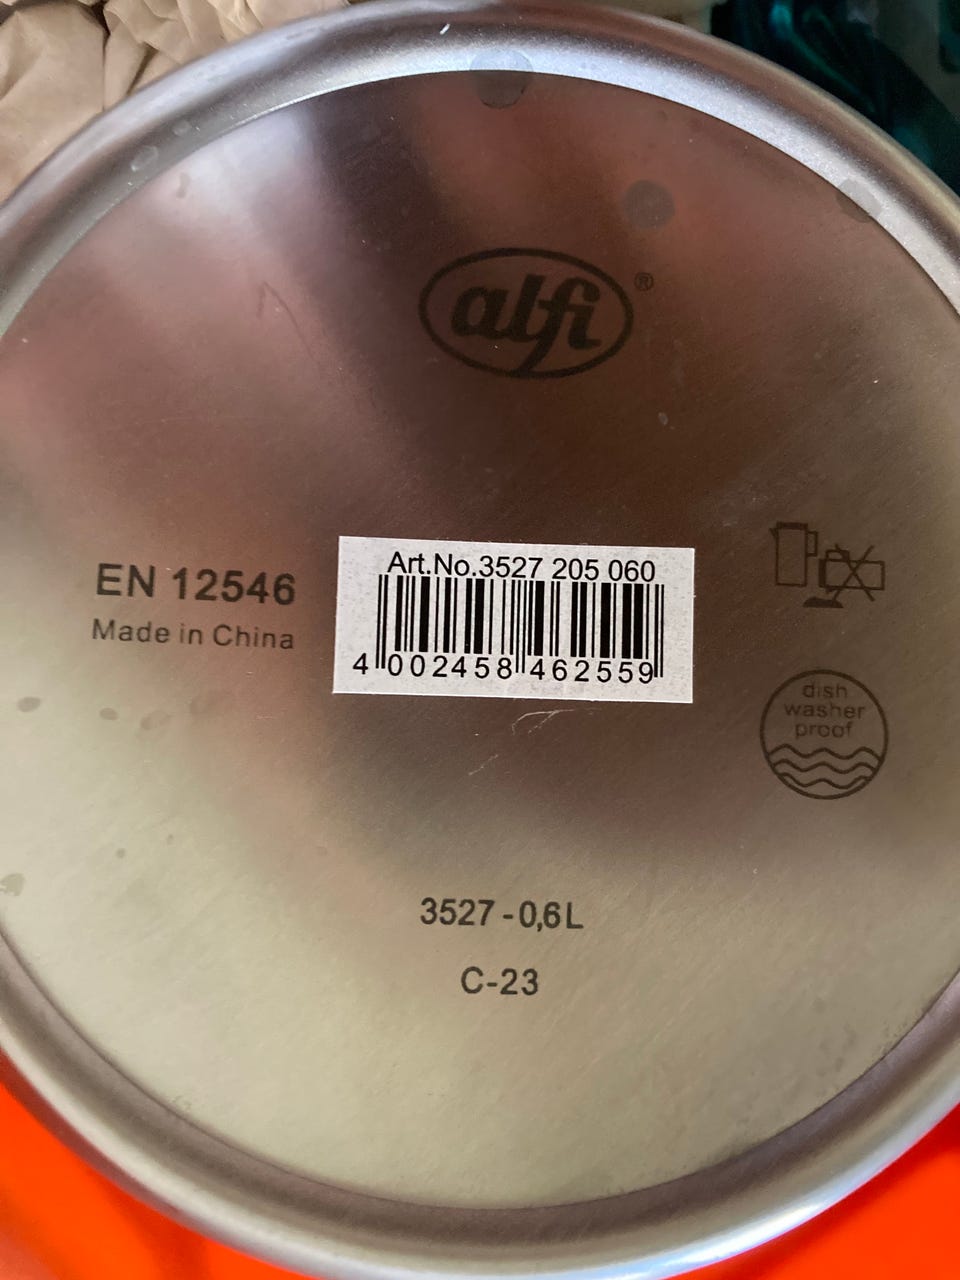 alfi®
Art.No.3527 205 060
4 002458 462559
EN 12546
Made in China
dish
washer
proof
3527 - 0,6 L
C-23